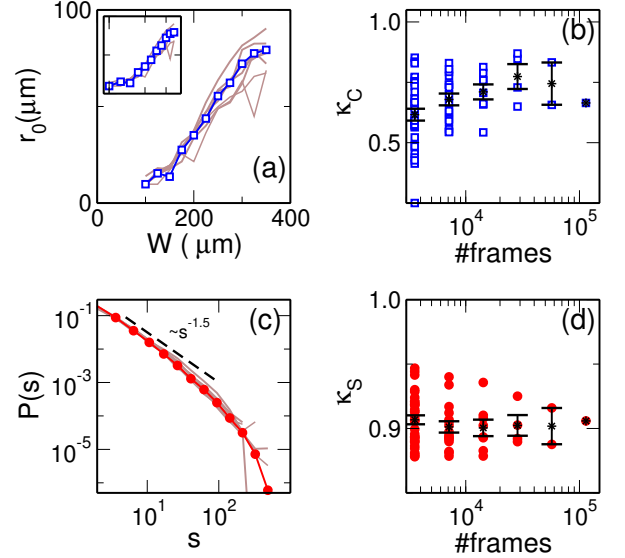 100
50
0
r₀(μm)
(a)
0
200
400
W ( μm)
1.0
0.5
κ_C
(b)
10⁴
10⁵
#frames
10⁻¹
10⁻³
10⁻⁵
P(s)
~s⁻¹·⁵
(c)
10¹
10²
s
1.0
0.9
κ_S
(d)
10⁴
10⁵
#frames